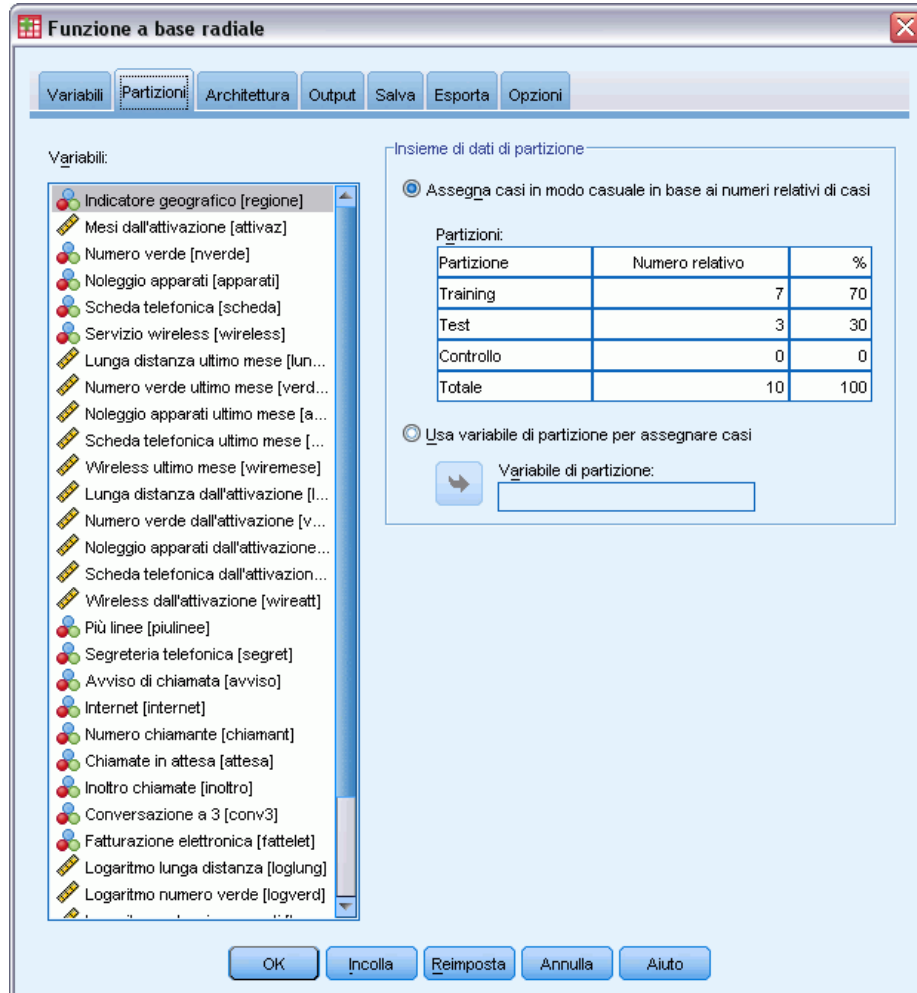 Funzione a base radiale
Variabili Partizioni Architettura Output Salva Esporta Opzioni
Variabili:
Indicatore geografico [regione]
Mesi dall'attivazione [attivaz]
Numero verde [nverde]
Noleggio apparati [apparati]
Scheda telefonica [scheda]
Servizio wireless [wireless]
Lunga distanza ultimo mese [lun...
Numero verde ultimo mese [verd...
Noleggio apparati ultimo mese [a...
Scheda telefonica ultimo mese [...
Wireless ultimo mese [wiremese]
Lunga distanza dall'attivazione [l...
Numero verde dall'attivazione [v...
Noleggio apparati dall'attivazione...
Scheda telefonica dall'attivazion...
Wireless dall'attivazione [wireatt]
Più linee [piulinee]
Segreteria telefonica [segret]
Avviso di chiamata [avviso]
Internet [internet]
Numero chiamante [chiamant]
Chiamate in attesa [attesa]
Inoltro chiamate [inoltro]
Conversazione a 3 [conv3]
Fatturazione elettronica [fattelet]
Logaritmo lunga distanza [loglung]
Logaritmo numero verde [logverd]
Insieme di dati di partizione
Assegna casi in modo casuale in base ai numeri relativi di casi
Partizioni:
Partizione Numero relativo %
Training 7 70
Test 3 30
Controllo 0 0
Totale 10 100
Usa variabile di partizione per assegnare casi
Variabile di partizione:
OK Incolla Reimposta Annulla Aiuto